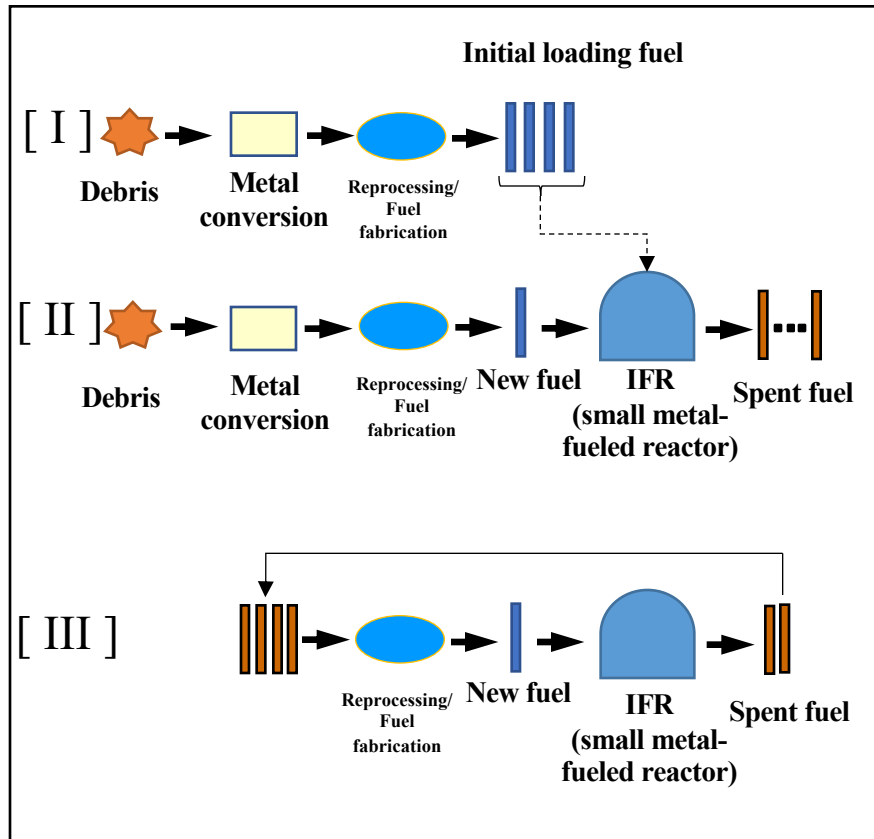 Initial loading fuel
[ I ]
Debris
Metal
conversion
Reprocessing/
Fuel
fabrication
[ II ]
Debris
Metal
conversion
Reprocessing/
Fuel
fabrication
New fuel
IFR
(small metal-
fueled reactor)
Spent fuel
[ III ]
Reprocessing/
Fuel
fabrication
New fuel
IFR
(small metal-
fueled reactor)
Spent fuel